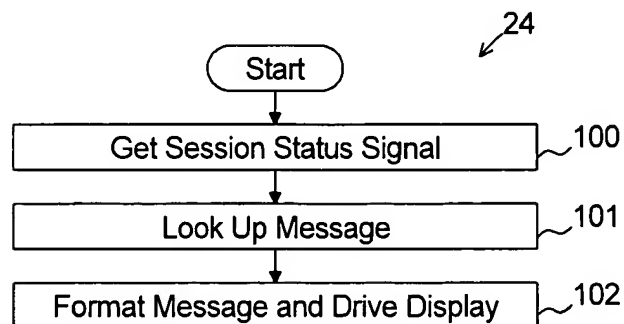 24
Start
Get Session Status Signal
100
Look Up Message
101
Format Message and Drive Display
102